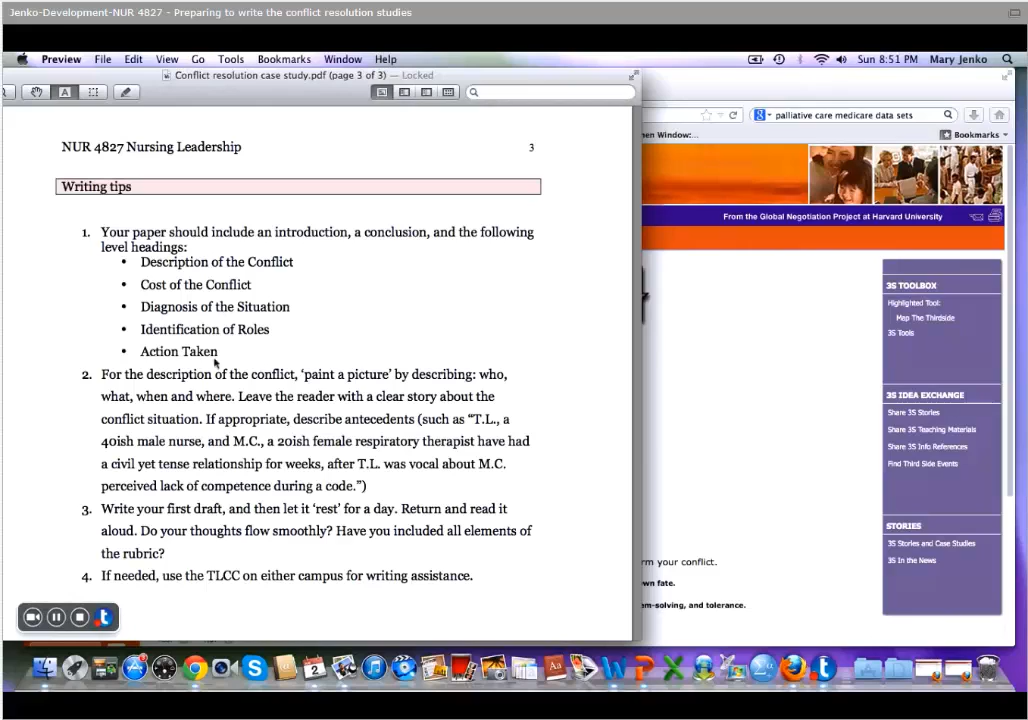 Jenko-Development-NUR 4827 - Preparing to write the conflict resolution studies
Preview File Edit View Go Tools Bookmarks Window Help
Sun 8:51 PM Mary Jenko
Conflict resolution case study.pdf (page 3 of 3) — Locked
palliative care medicare data sets
hen Window:...
Bookmarks
NUR 4827 Nursing Leadership 3
From the Global Negotiation Project at Harvard University
Writing tips
1. Your paper should include an introduction, a conclusion, and the following
level headings:
• Description of the Conflict
• Cost of the Conflict
• Diagnosis of the Situation
• Identification of Roles
• Action Taken
2. For the description of the conflict, ‘paint a picture’ by describing: who,
what, when and where. Leave the reader with a clear story about the
conflict situation. If appropriate, describe antecedents (such as “T.L., a
40ish male nurse, and M.C., a 20ish female respiratory therapist have had
a civil yet tense relationship for weeks, after T.L. was vocal about M.C.
perceived lack of competence during a code.”)
3. Write your first draft, and then let it ‘rest’ for a day. Return and read it
aloud. Do your thoughts flow smoothly? Have you included all elements of
the rubric?
4. If needed, use the TLCC on either campus for writing assistance.
3S TOOLBOX
Highlighted Tool:
Map The Thirdside
3S Tools
3S IDEA EXCHANGE
Share 3S Stories
Share 3S Teaching Materials
Share 3S Info References
Find Third Side Events
STORIES
3S Stories and Case Studies
3S In the News
rm your conflict.
wn fate.
em-solving, and tolerance.